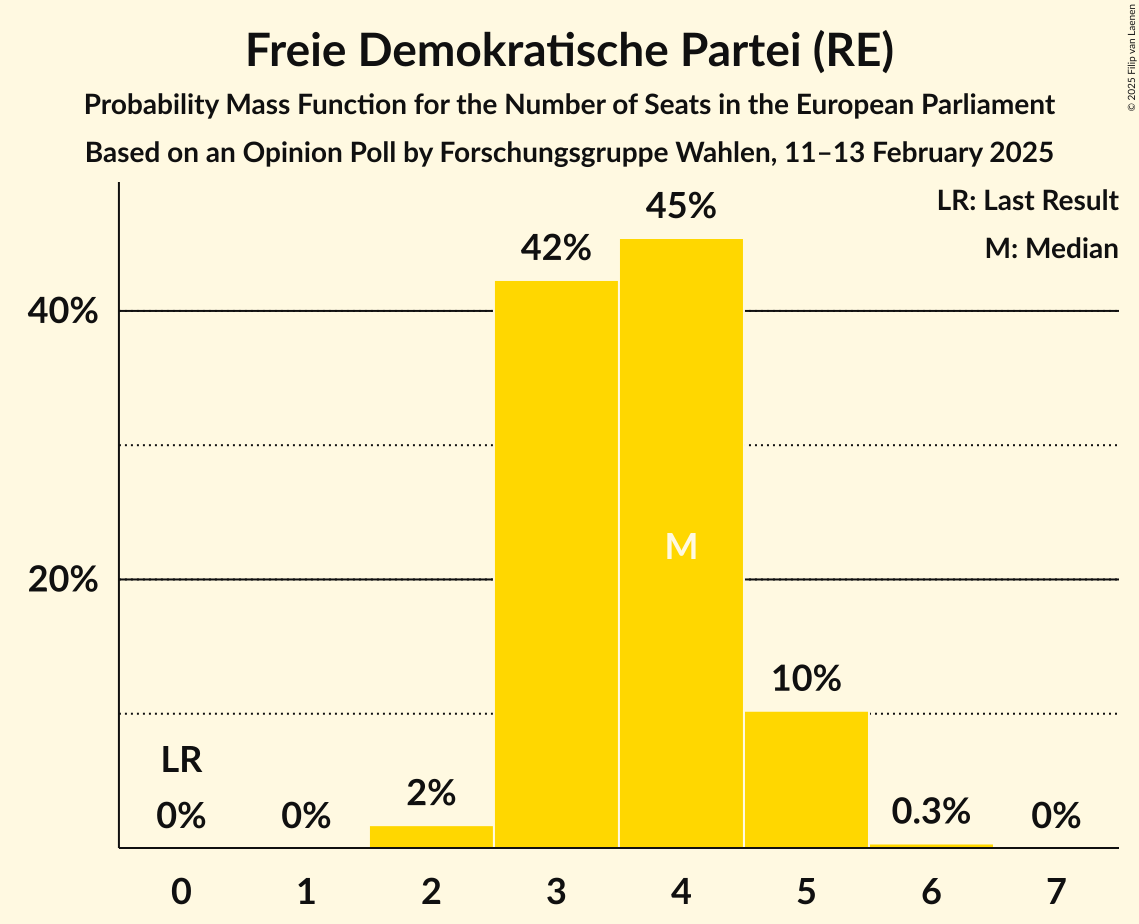 Freie Demokratische Partei (RE)
Probability Mass Function for the Number of Seats in the European Parliament
Based on an Opinion Poll by Forschungsgruppe Wahlen, 11–13 February 2025
© 2025 Filip van Laenen
LR: Last Result
M: Median
45%
42%
40%
M
20%
10%
LR
0%
0%
2%
0.3%
0%
0 1 2 3 4 5 6 7